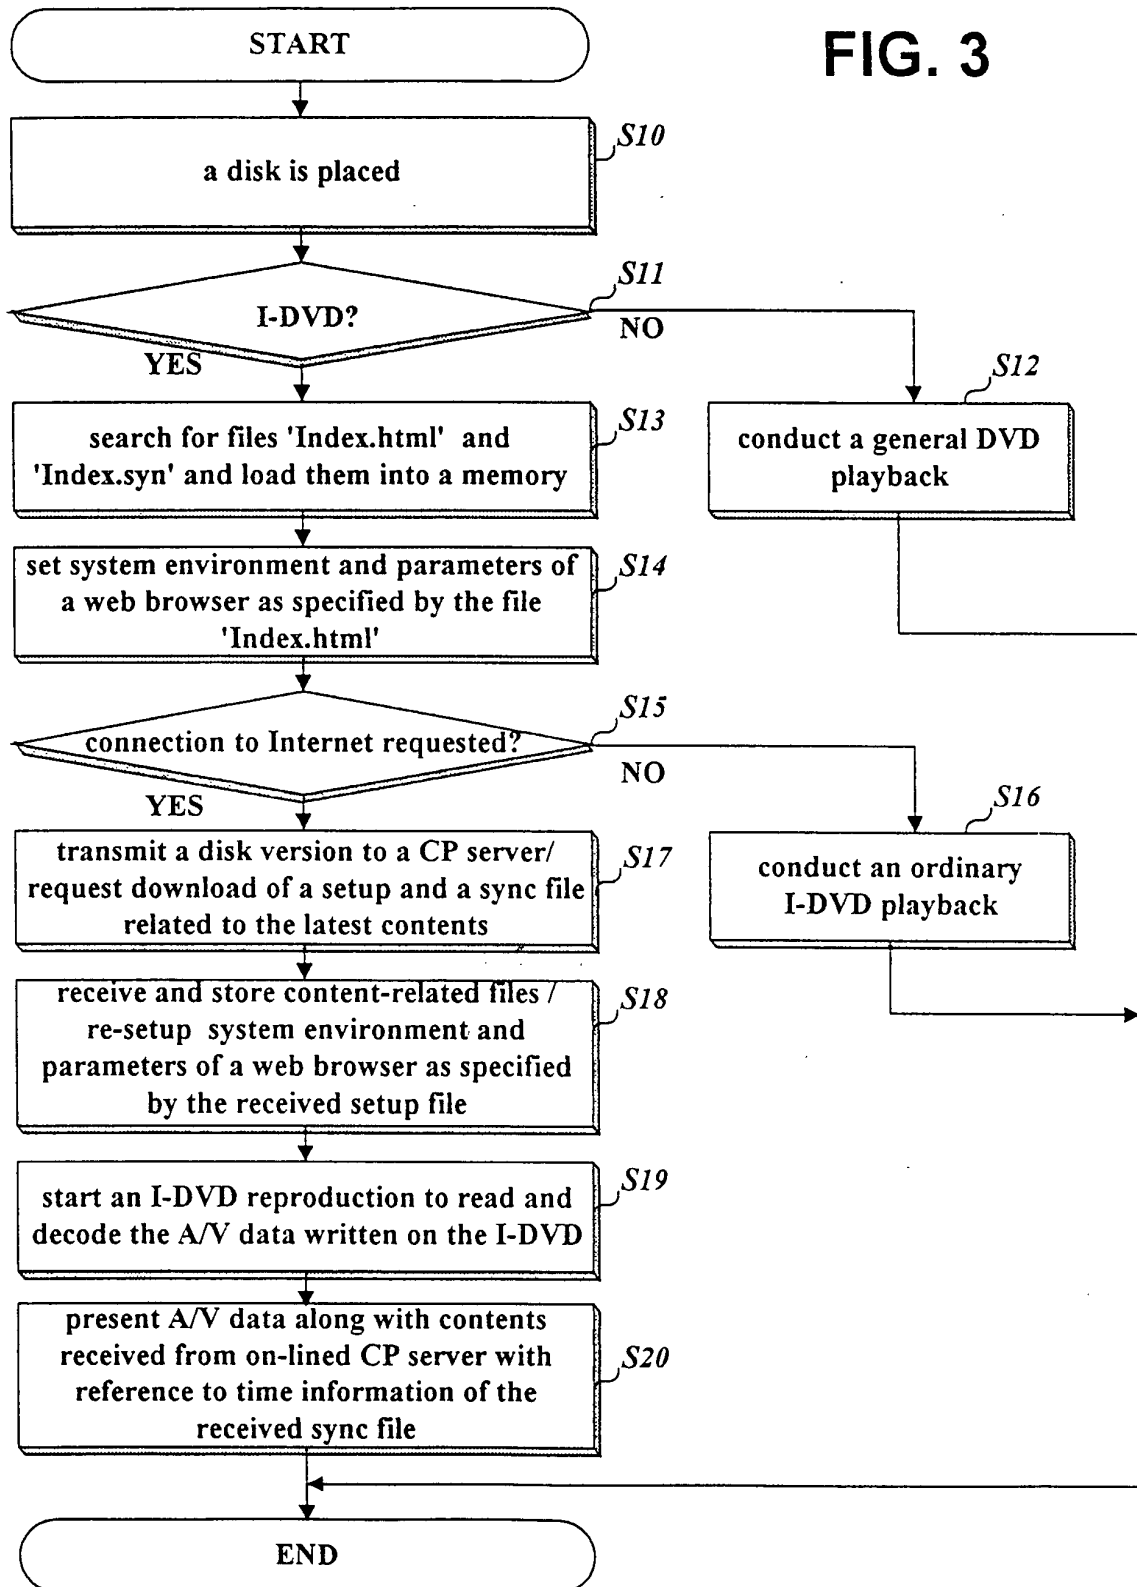 START
FIG. 3
S10
a disk is placed
S11
I-DVD?
NO
YES
S12
S13
search for files 'Index.html' and
'Index.syn' and load them into a memory
conduct a general DVD
playback
S14
set system environment and parameters of
a web browser as specified by the file
'Index.html'
S15
connection to Internet requested?
NO
YES
S16
S17
transmit a disk version to a CP server/
request download of a setup and a sync file
related to the latest contents
conduct an ordinary
I-DVD playback
S18
receive and store content-related files /
re-setup system environment and
parameters of a web browser as specified
by the received setup file
S19
start an I-DVD reproduction to read and
decode the A/V data written on the I-DVD
S20
present A/V data along with contents
received from on-lined CP server with
reference to time information of the
received sync file
END